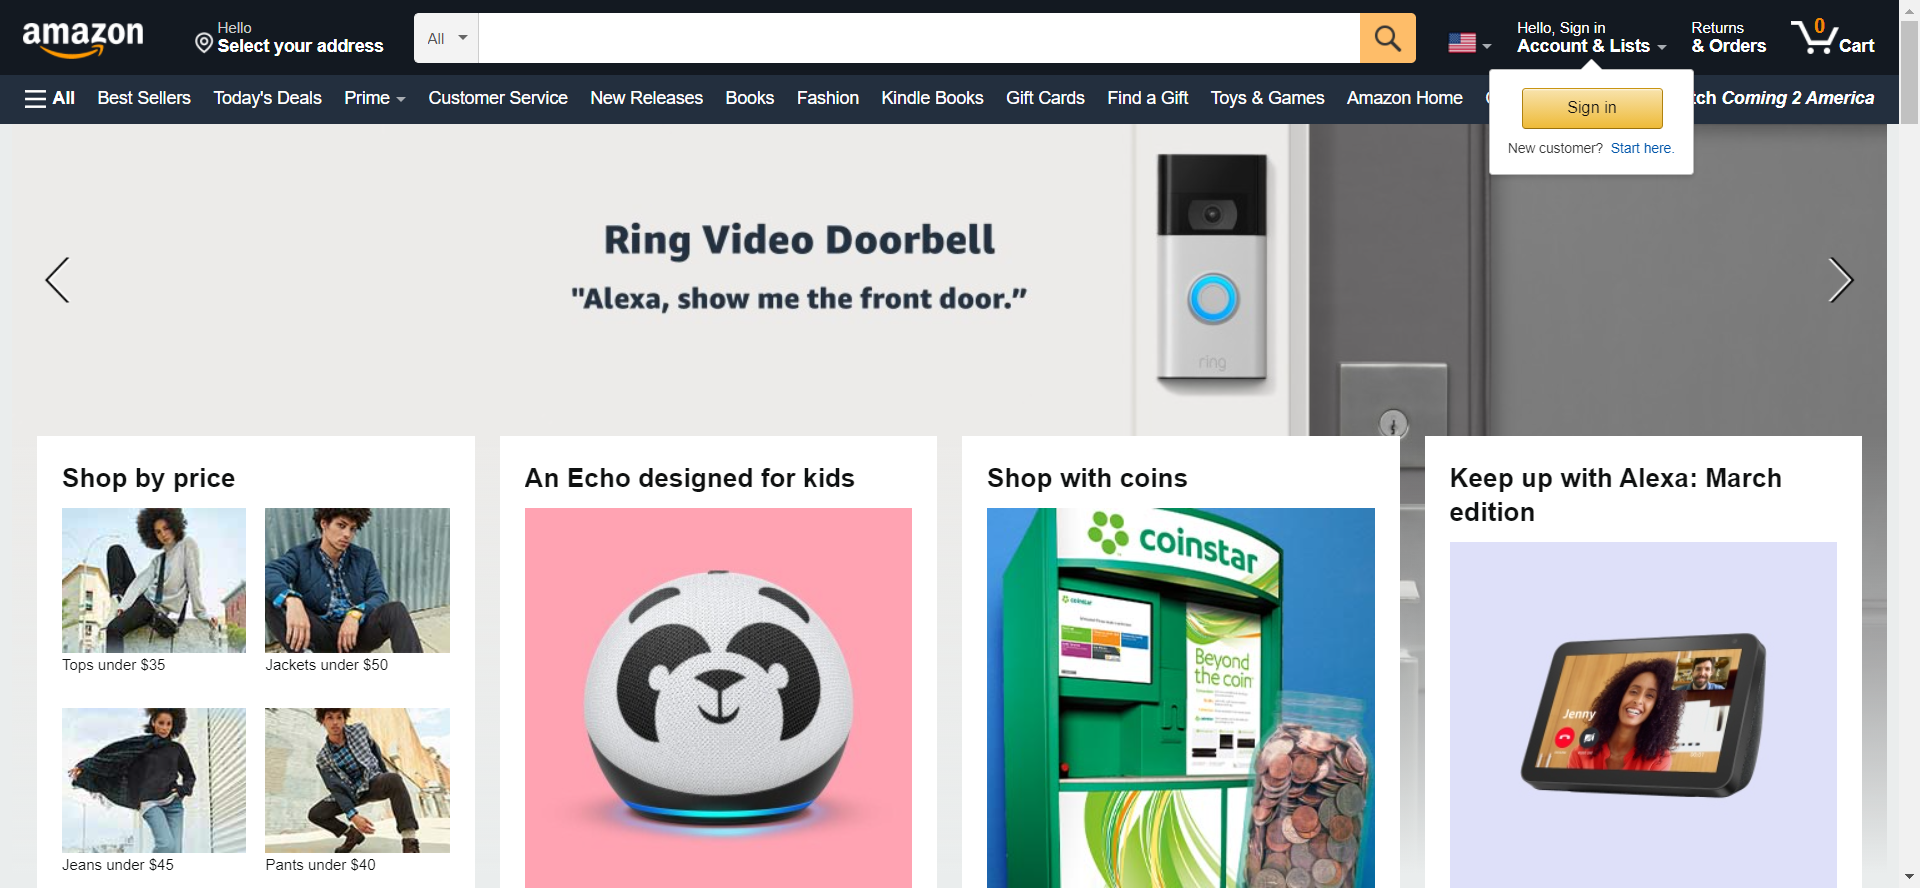 amazon
Hello
Select your address
All
Hello, Sign in
Account & Lists
Returns
& Orders
0
Cart
All
Best Sellers
Today's Deals
Prime
Customer Service
New Releases
Books
Fashion
Kindle Books
Gift Cards
Find a Gift
Toys & Games
Amazon Home
tch Coming 2 America
Sign in
New customer? Start here.
Ring Video Doorbell
"Alexa, show me the front door.”
ring
Shop by price
Tops under $35
Jackets under $50
Jeans under $45
Pants under $40
An Echo designed for kids
Shop with coins
coinstar
coinstar
Beyond
the coin
coinstar
Keep up with Alexa: March
edition
Jenny